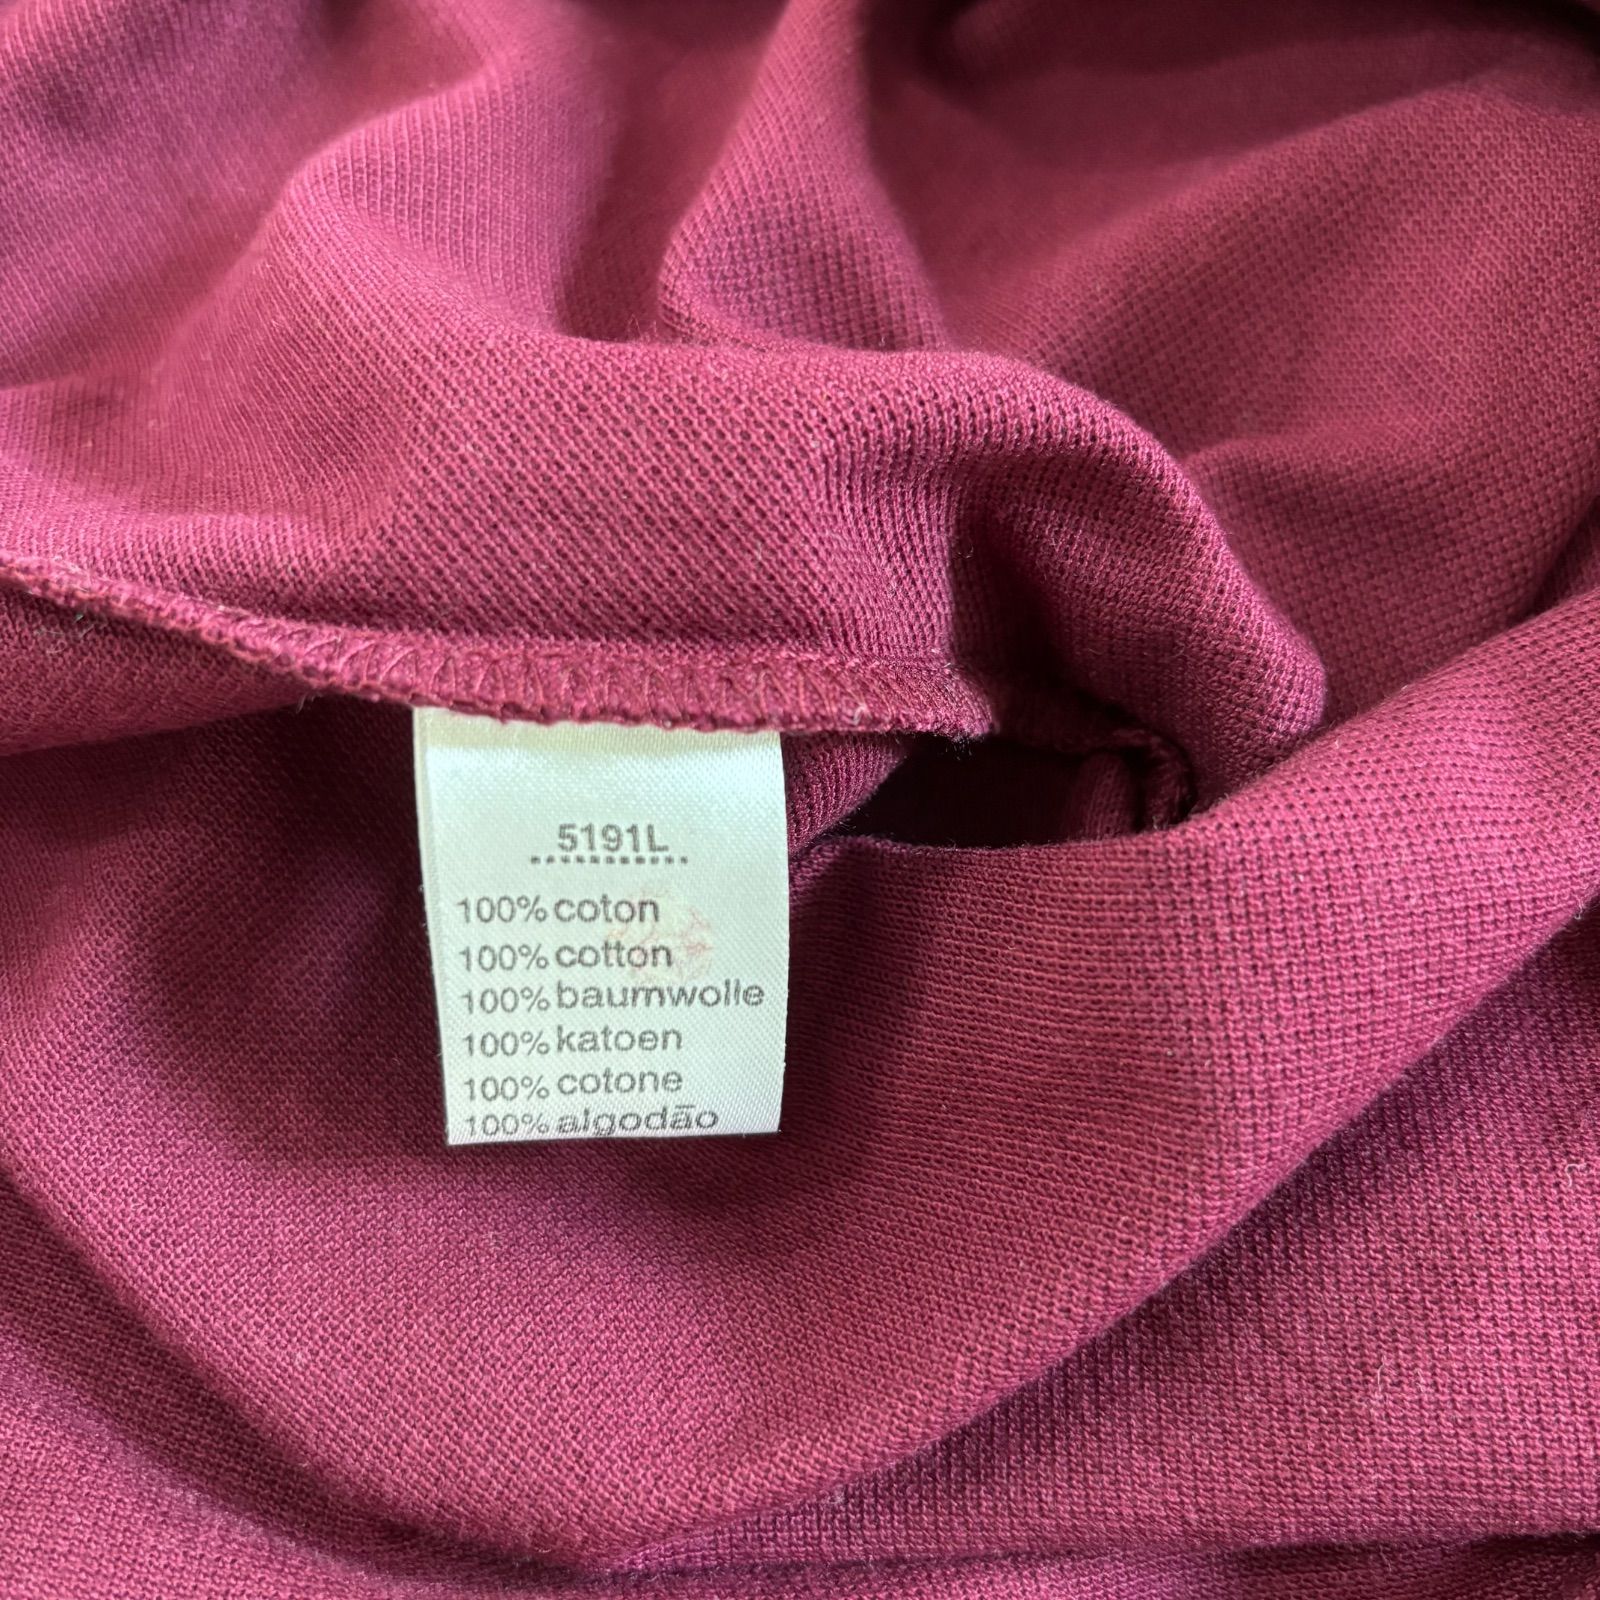 5191L
100% coton
100% cotton
100% baumwolle
100% katoen
100% cotone
100% algodão